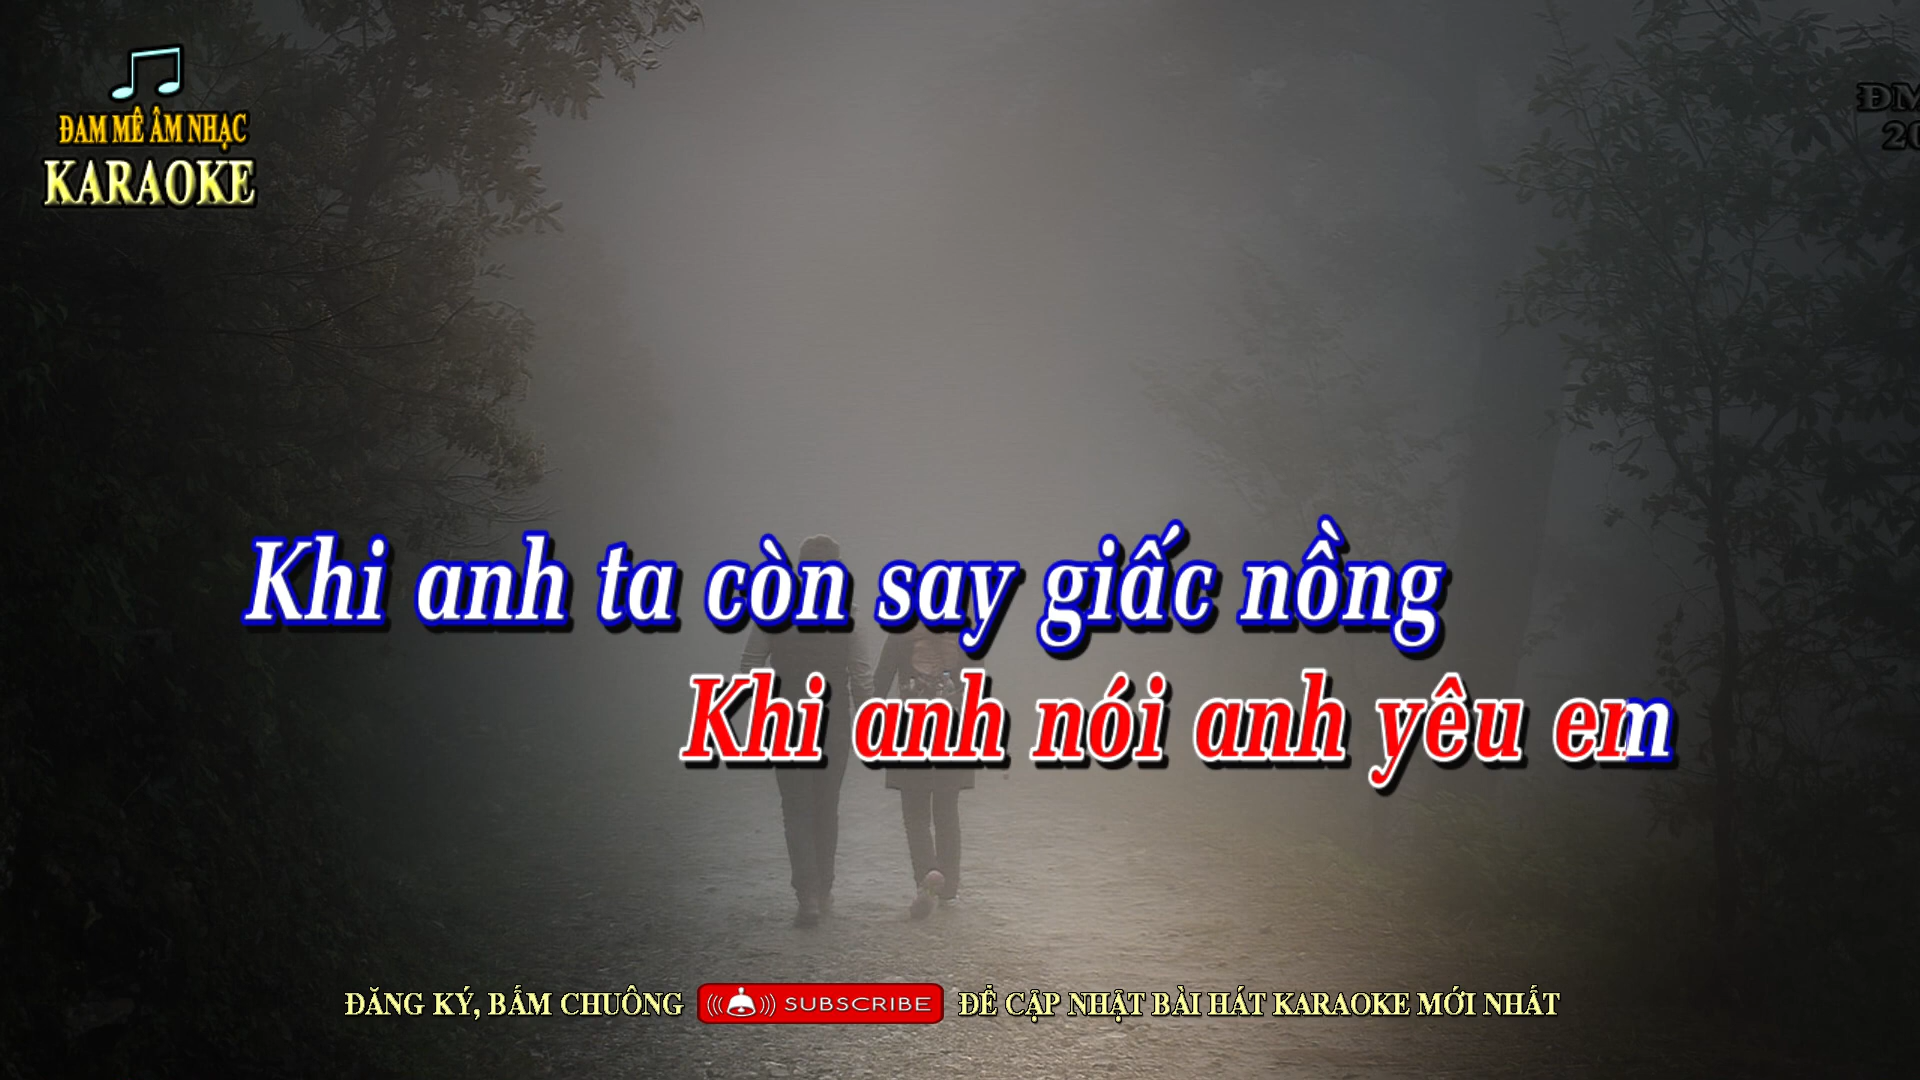 ĐAM MÊ ÂM NHẠC
KARAOKE
Khi anh ta còn say giấc nồng
Khi anh nói anh yêu em
ĐĂNG KÝ, BẤM CHUÔNG SUBSCRIBE ĐỂ CẬP NHẬT BÀI HÁT KARAOKE MỚI NHẤT